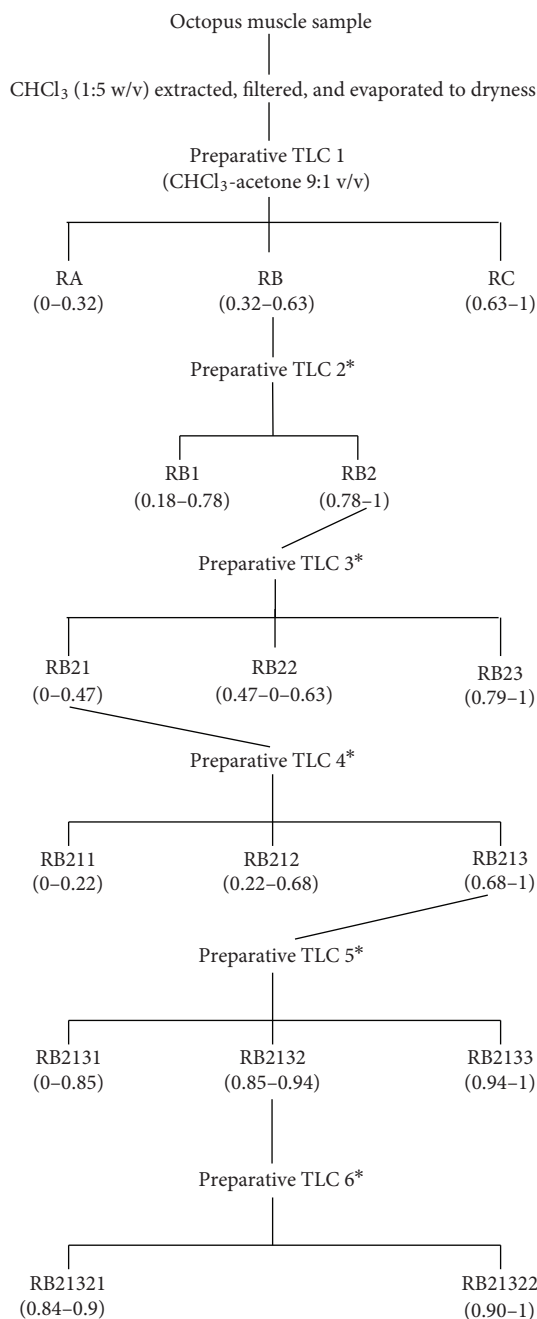 Octopus muscle sample
CHCl₃ (1:5 w/v) extracted, filtered, and evaporated to dryness
Preparative TLC 1
(CHCl₃-acetone 9:1 v/v)
RA
(0–0.32)
RB
(0.32–0.63)
RC
(0.63–1)
Preparative TLC 2*
RB1
(0.18–0.78)
RB2
(0.78–1)
Preparative TLC 3*
RB21
(0–0.47)
RB22
(0.47-0–0.63)
RB23
(0.79–1)
Preparative TLC 4*
RB211
(0–0.22)
RB212
(0.22–0.68)
RB213
(0.68–1)
Preparative TLC 5*
RB2131
(0–0.85)
RB2132
(0.85–0.94)
RB2133
(0.94–1)
Preparative TLC 6*
RB21321
(0.84–0.9)
RB21322
(0.90–1)